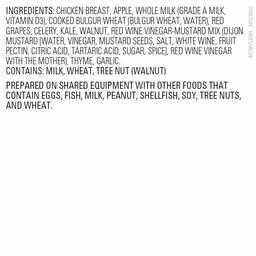 INGREDIENTS: CHICKEN BREAST, APPLE, WHOLE MILK (GRADE A MILK,
VITAMIN D3), COOKED BULGUR WHEAT (BULGUR WHEAT, WATER), RED
GRAPES, CELERY, KALE, WALNUT, RED WINE VINEGAR-MUSTARD MIX (DIJON
MUSTARD [WATER, VINEGAR, MUSTARD SEEDS, SALT, WHITE WINE, FRUIT
PECTIN, CITRIC ACID, TARTARIC ACID, SUGAR, SPICE], RED WINE VINEGAR
WITH THE MOTHER), THYME, GARLIC.
CONTAINS: MILK, WHEAT, TREE NUT (WALNUT)
PREPARED ON SHARED EQUIPMENT WITH OTHER FOODS THAT
CONTAIN EGGS, FISH, MILK, PEANUT, SHELLFISH, SOY, TREE NUTS,
AND WHEAT.